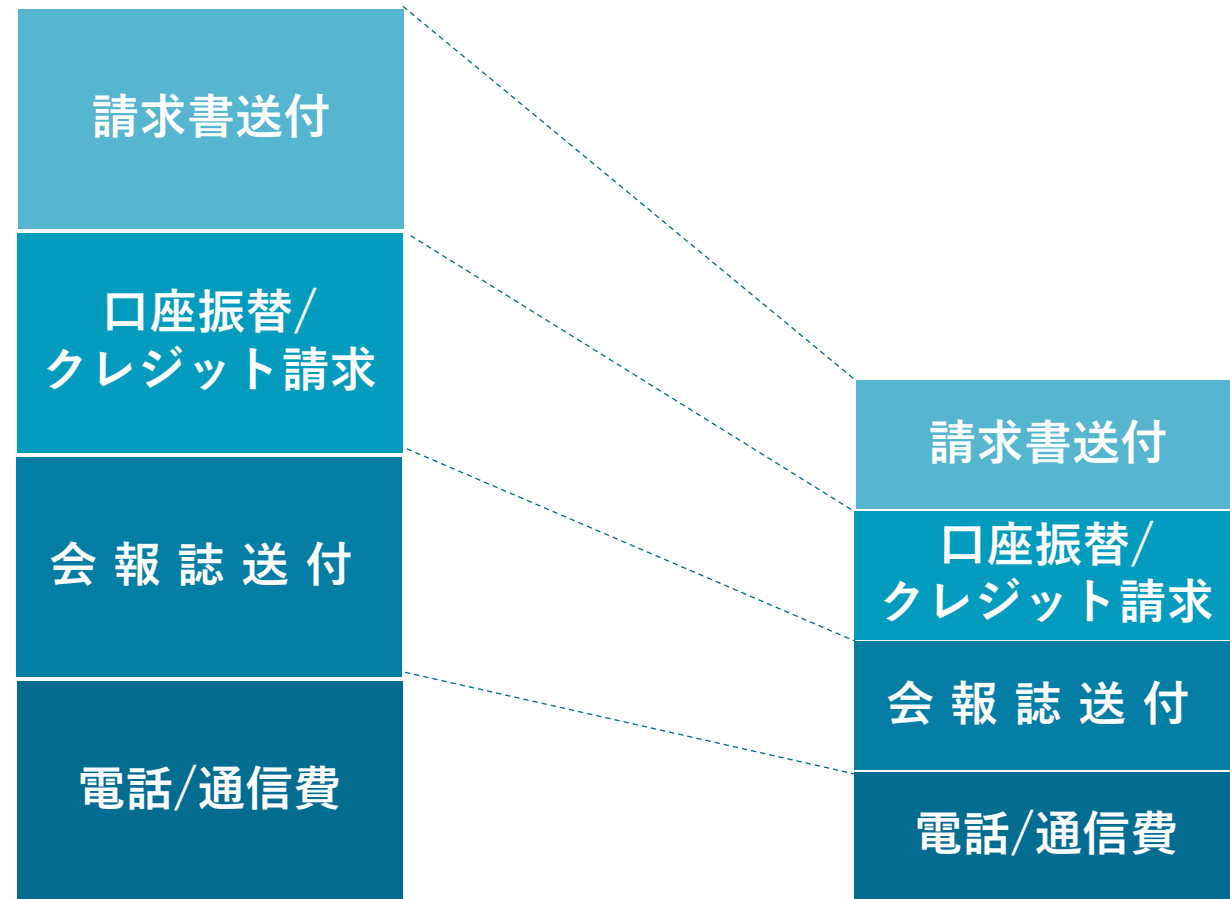 請求書送付
口座振替/
クレジット請求
会報誌送付
電話/通信費
請求書送付
口座振替/
クレジット請求
会報誌送付
電話/通信費